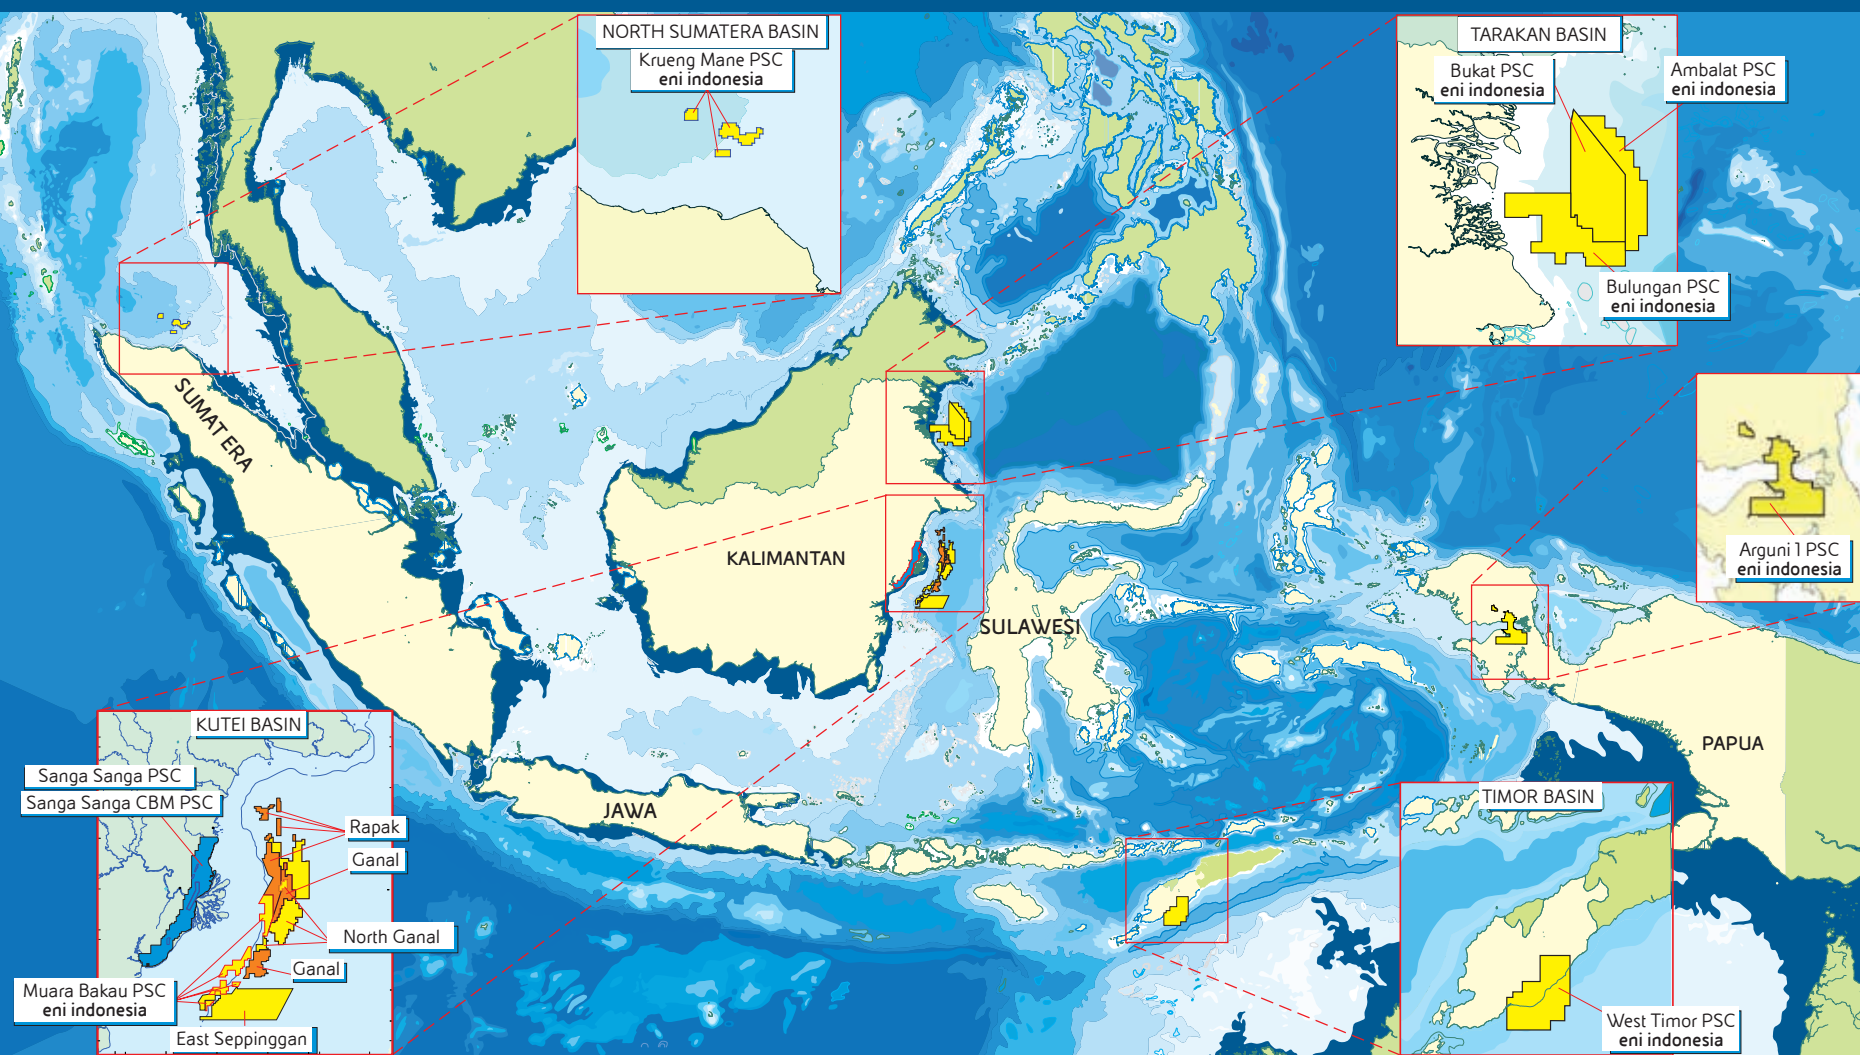 NORTH SUMATERA BASIN
Krueng Mane PSC
eni indonesia
TARAKAN BASIN
Bukat PSC
eni indonesia
Ambalat PSC
eni indonesia
Bulungan PSC
eni indonesia
SUMATERA
KALIMANTAN
SULAWESI
Arguni 1 PSC
eni indonesia
PAPUA
JAWA
KUTEI BASIN
Sanga Sanga PSC
Sanga Sanga CBM PSC
Rapak
Ganal
North Ganal
Ganal
Muara Bakau PSC
eni indonesia
East Seppinggan
TIMOR BASIN
West Timor PSC
eni indonesia